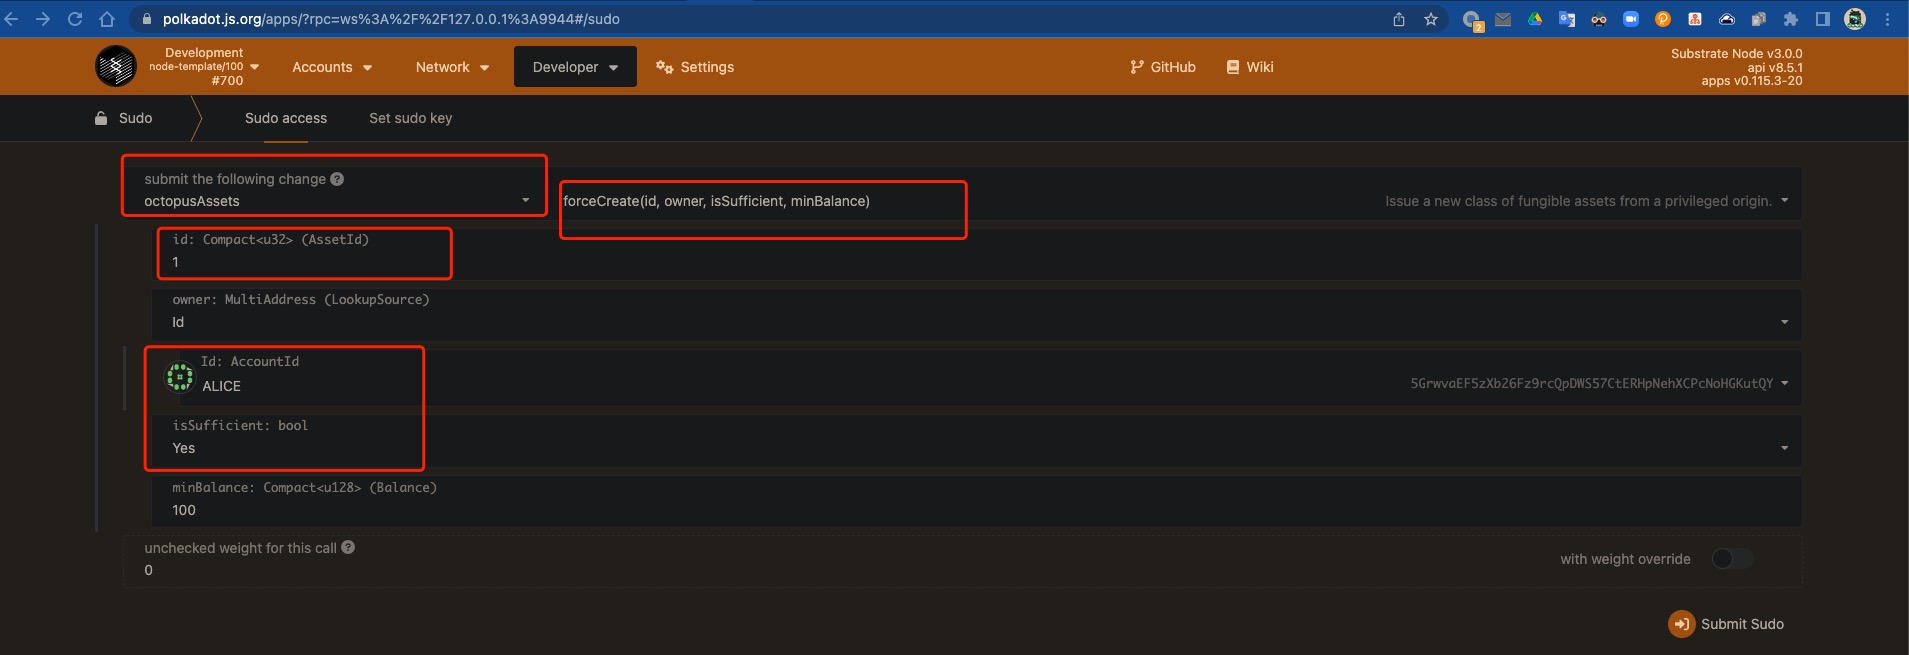 polkadot.js.org/apps/?rpc=ws%3A%2F%2F127.0.0.1%3A9944#/sudo
2
Development
node-template/100
#700
Accounts
Network
Developer
Settings
GitHub
Wiki
Substrate Node v3.0.0
api v8.5.1
apps v0.115.3-20
Sudo
Sudo access
Set sudo key
submit the following change
octopusAssets
forceCreate(id, owner, isSufficient, minBalance)
Issue a new class of fungible assets from a privileged origin.
id: Compact<u32> (AssetId)
1
owner: MultiAddress (LookupSource)
Id
Id: AccountId
ALICE
5GrwvaEF5zXb26Fz9rcQpDWS57CtERHpNehXCPcNoHGKutQY
isSufficient: bool
Yes
minBalance: Compact<u128> (Balance)
100
unchecked weight for this call
0
with weight override
Submit Sudo